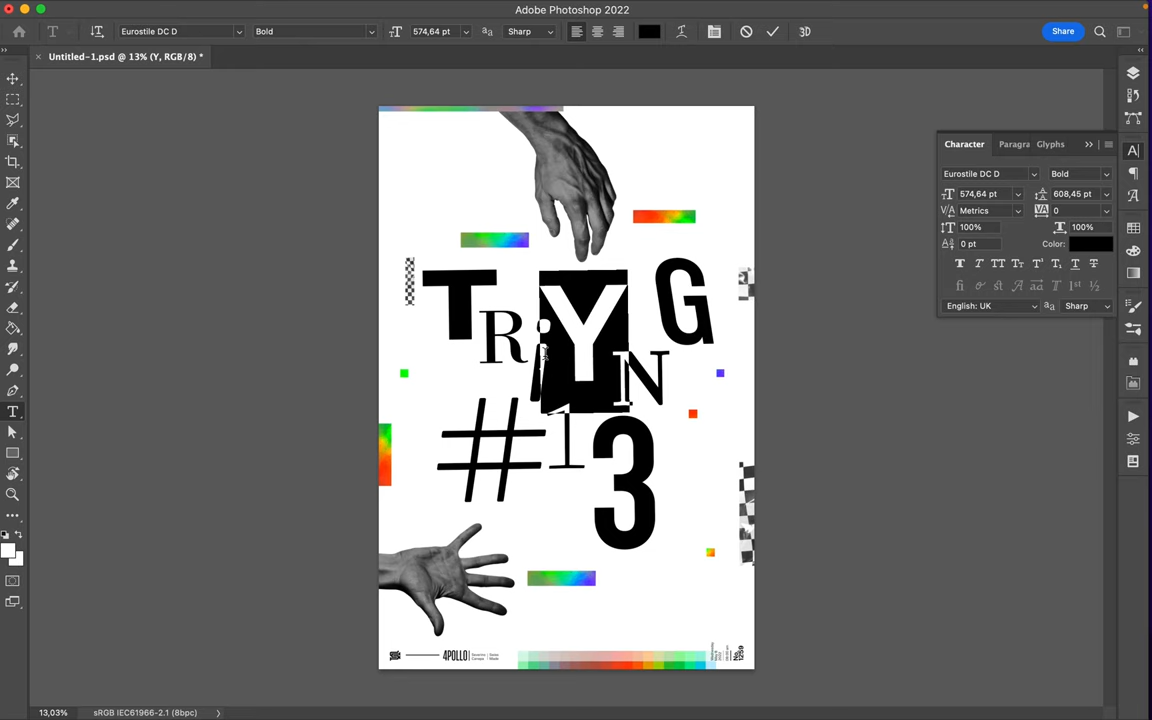 Adobe Photoshop 2022
Eurostile DC D
Bold
574,64 pt
Sharp
3D
Share
Untitled-1.psd @ 13% (Y, RGB/8) *
Character
Paragra
Glyphs
Eurostile DC D
Bold
574,64 pt
608,45 pt
Metrics
0
100%
100%
0 pt
Color:
English: UK
Sharp
TRYiNG
#13
4POLLO
No. 1259
13,03%
sRGB IEC61966-2.1 (8bpc)